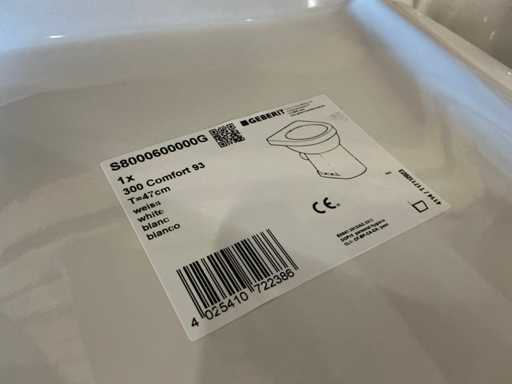 GEBERIT
S8000600000G
1x
300 Comfort 93
T=47cm
weiss
white
blanc
blanco
CE
4 025410 722386